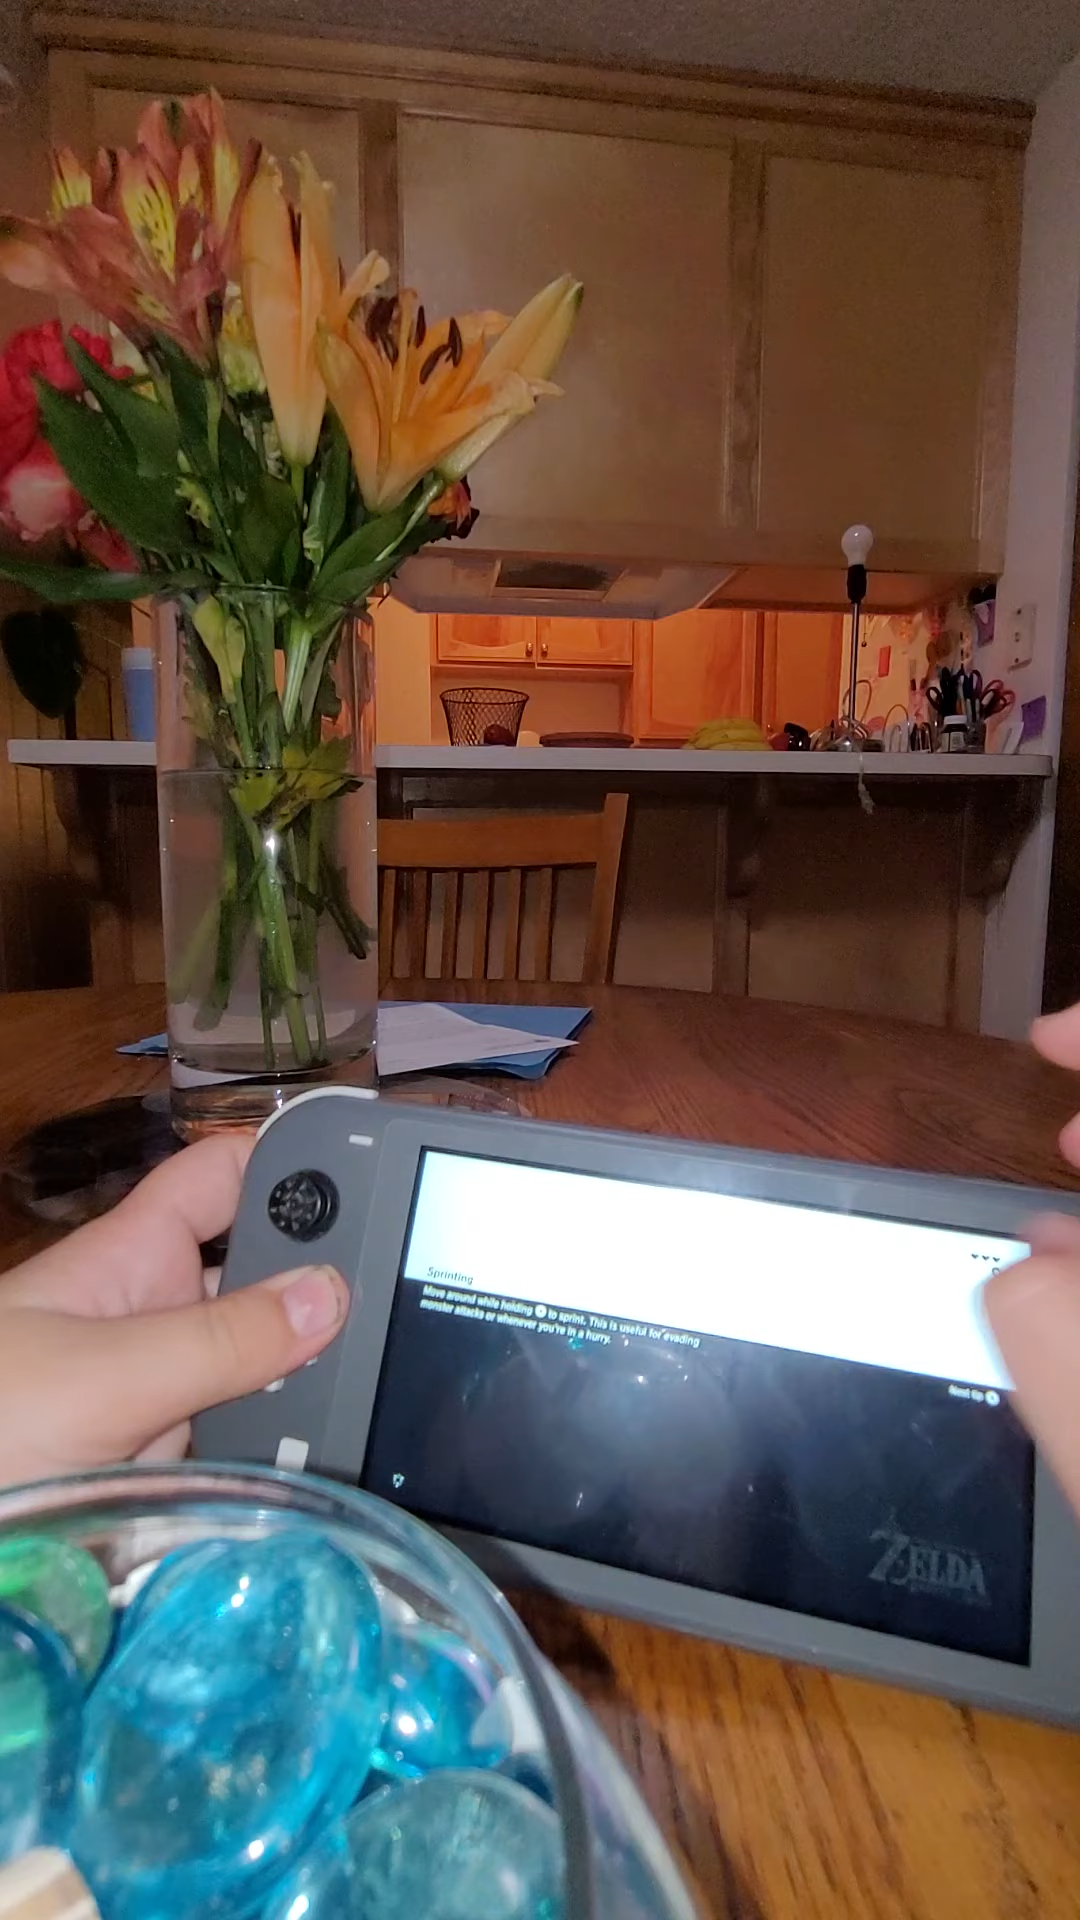 Sprinting
Move around while holding to sprint. This is useful for evading
monster attacks or whenever you're in a hurry.
Next tip
ZELDA